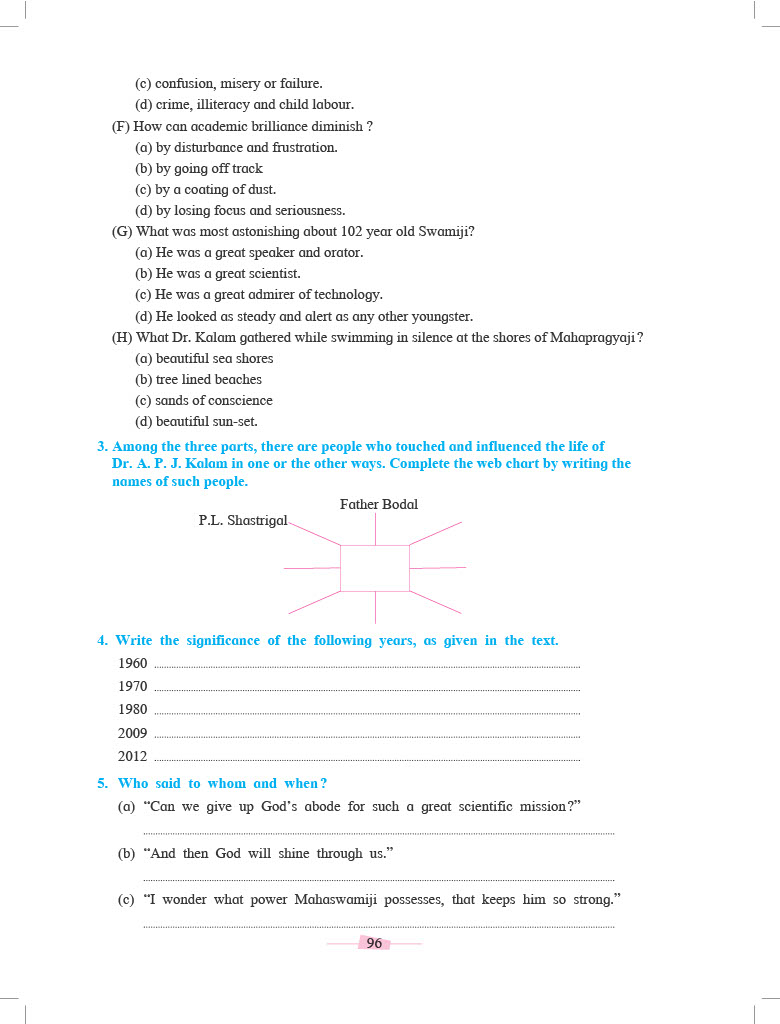 (c) confusion, misery or failure.
(d) crime, illiteracy and child labour.
(F) How can academic brilliance diminish ?
(a) by disturbance and frustration.
(b) by going off track
(c) by a coating of dust.
(d) by losing focus and seriousness.
(G) What was most astonishing about 102 year old Swamiji?
(a) He was a great speaker and orator.
(b) He was a great scientist.
(c) He was a great admirer of technology.
(d) He looked as steady and alert as any other youngster.
(H) What Dr. Kalam gathered while swimming in silence at the shores of Mahapragyaji ?
(a) beautiful sea shores
(b) tree lined beaches
(c) sands of conscience
(d) beautiful sun-set.
3. Among the three parts, there are people who touched and influenced the life of
Dr. A. P. J. Kalam in one or the other ways. Complete the web chart by writing the
names of such people.
Father Bodal
P.L. Shastrigal
4. Write the significance of the following years, as given in the text.
1960
1970
1980
2009
2012
5. Who said to whom and when ?
(a) “Can we give up God’s abode for such a great scientific mission?”
(b) “And then God will shine through us.”
(c) “I wonder what power Mahaswamiji possesses, that keeps him so strong.”
96